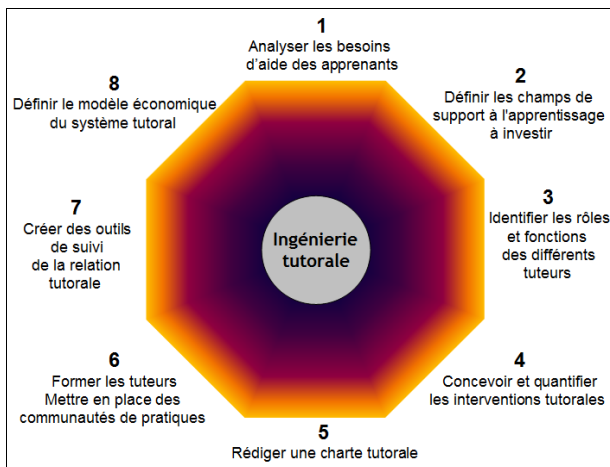 1
Analyser les besoins
d'aide des apprenants
2
Définir les champs de
support à l'apprentissage
à investir
3
Identifier les rôles
et fonctions
des différents
tuteurs
4
Concevoir et quantifier
les interventions tutorales
5
Rédiger une charte tutorale
6
Former les tuteurs
Mettre en place des
communautés de pratiques
7
Créer des outils
de suivi
de la relation
tutorale
8
Définir le modèle économique
du système tutoral
Ingénierie
tutorale